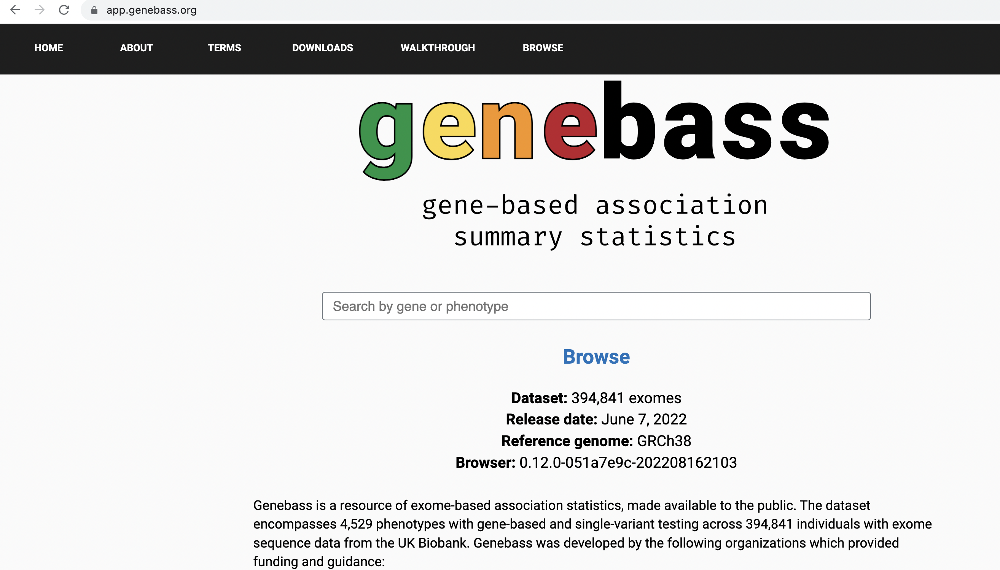 app.genebass.org
HOME ABOUT TERMS DOWNLOADS WALKTHROUGH BROWSE
genebass
gene-based association
summary statistics
Search by gene or phenotype
Browse
Dataset: 394,841 exomes
Release date: June 7, 2022
Reference genome: GRCh38
Browser: 0.12.0-051a7e9c-202208162103
Genebass is a resource of exome-based association statistics, made available to the public. The dataset
encompasses 4,529 phenotypes with gene-based and single-variant testing across 394,841 individuals with exome
sequence data from the UK Biobank. Genebass was developed by the following organizations which provided
funding and guidance: